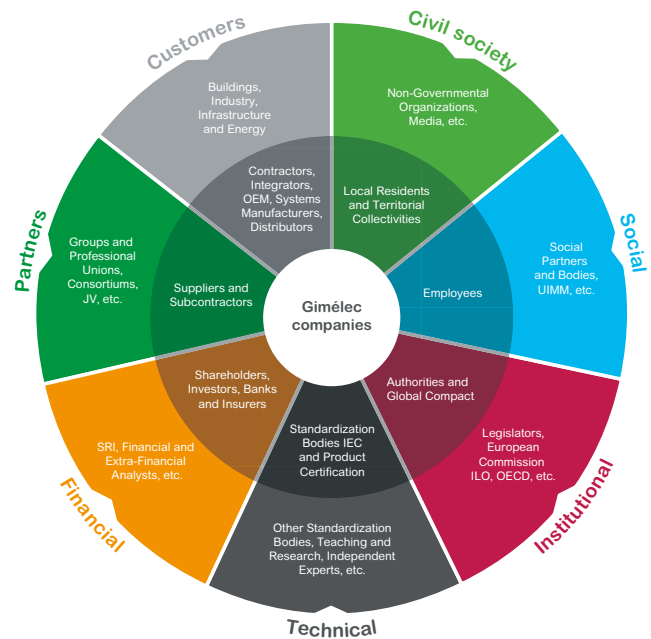 Customers
Civil society
Buildings,
Industry,
Infrastructure
and Energy
Non-Governmental
Organizations,
Media, etc.
Contractors,
Integrators,
OEM, Systems
Manufacturers,
Distributors
Local Residents
and Territorial
Collectivities
Partners
Groups and
Professional
Unions,
Consortiums,
JV, etc.
Suppliers and
Subcontractors
Gimélec
companies
Employees
Social
Partners
and Bodies,
UIMM, etc.
Social
Shareholders,
Investors, Banks
and Insurers
Authorities and
Global Compact
SRI, Financial and
Extra-Financial
Analysts, etc.
Standardization
Bodies IEC
and Product
Certification
Legislators,
European
Commission
ILO, OECD, etc.
Financial
Institutional
Other Standardization
Bodies, Teaching and
Research, Independent
Experts, etc.
Technical